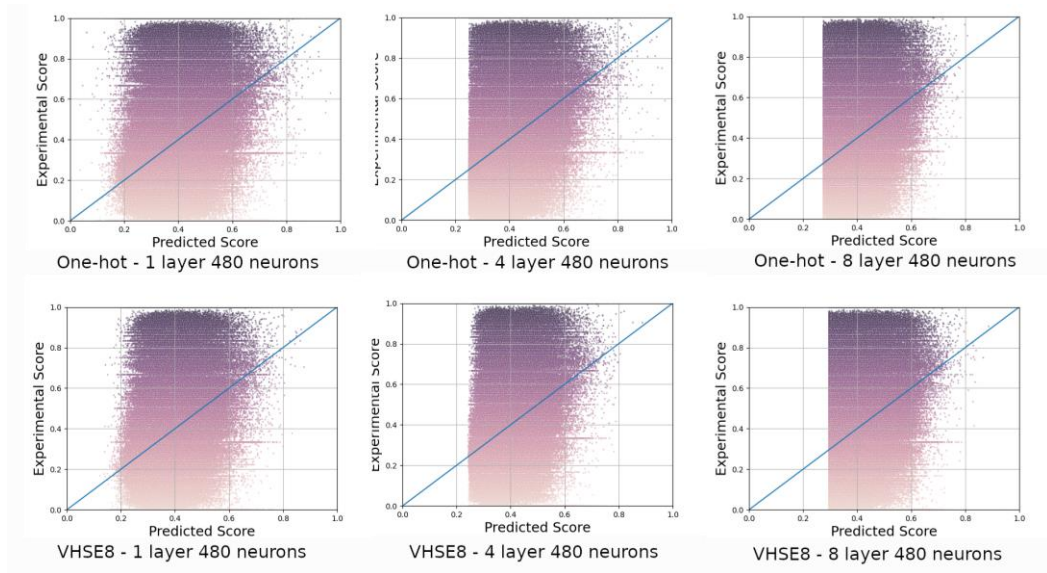 Experimental Score
1.0
0.8
0.6
0.4
0.2
0.0
0.0 0.2 0.4 0.6 0.8 1.0
Predicted Score
One-hot - 1 layer 480 neurons
Experimental Score
1.0
0.8
0.6
0.4
0.2
0.0
0.0 0.2 0.4 0.6 0.8 1.0
Predicted Score
One-hot - 4 layer 480 neurons
Experimental Score
1.0
0.8
0.6
0.4
0.2
0.0
0.0 0.2 0.4 0.6 0.8 1.0
Predicted Score
One-hot - 8 layer 480 neurons
Experimental Score
1.0
0.8
0.6
0.4
0.2
0.0
0.0 0.2 0.4 0.6 0.8 1.0
Predicted Score
VHSE8 - 1 layer 480 neurons
Experimental Score
1.0
0.8
0.6
0.4
0.2
0.0
0.0 0.2 0.4 0.6 0.8 1.0
Predicted Score
VHSE8 - 4 layer 480 neurons
Experimental Score
1.0
0.8
0.6
0.4
0.2
0.0
0.0 0.2 0.4 0.6 0.8 1.0
Predicted Score
VHSE8 - 8 layer 480 neurons